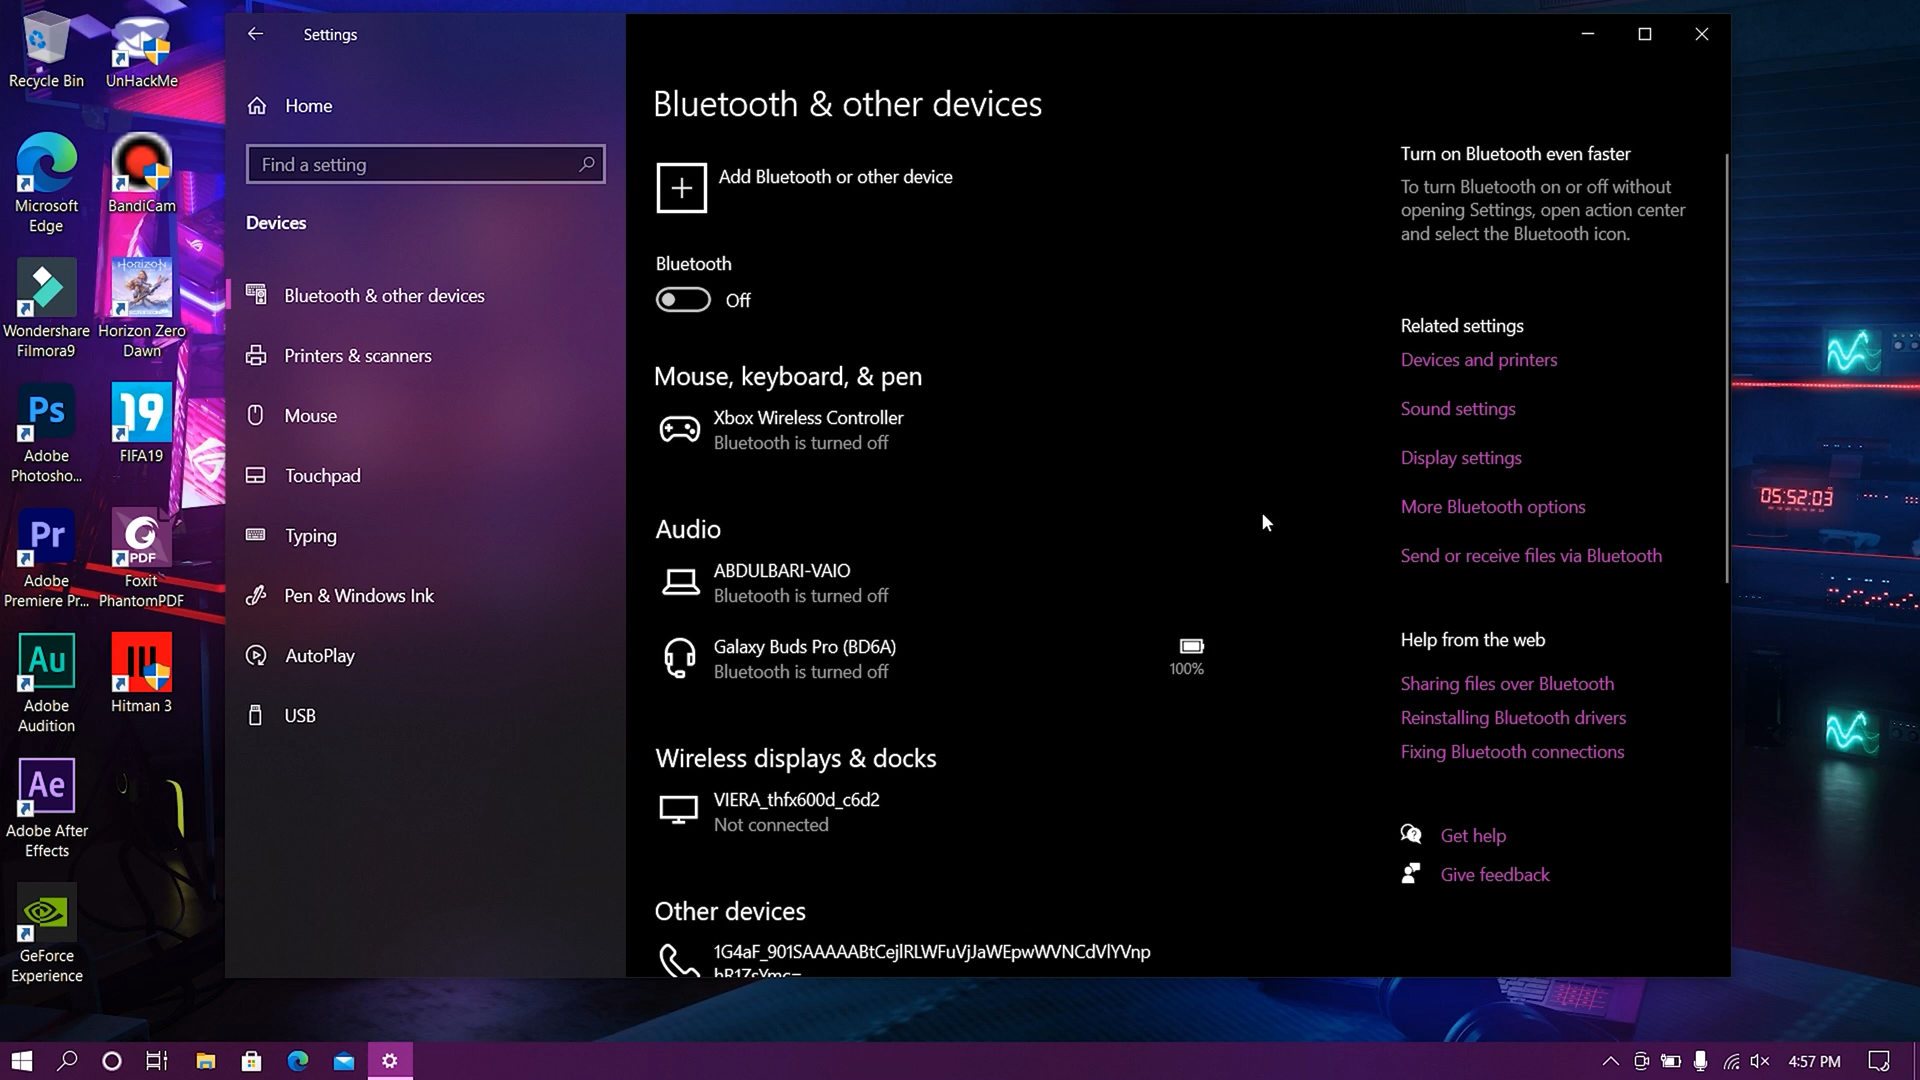 Recycle Bin
UnHackMe
Microsoft
Edge
BandiCam
Wondershare
Filmora9
HORIZON
Horizon Zero
Dawn
Ps
Adobe
Photosho...
19
FIFA19
Pr
Adobe
Premiere Pr...
PDF
Foxit
PhantomPDF
Au
Adobe
Audition
Hitman 3
Ae
Adobe After
Effects
GeForce
Experience
Settings
Home
Find a setting
Devices
Bluetooth & other devices
Printers & scanners
Mouse
Touchpad
Typing
Pen & Windows Ink
AutoPlay
USB
Bluetooth & other devices
Add Bluetooth or other device
Bluetooth
Off
Mouse, keyboard, & pen
Xbox Wireless Controller
Bluetooth is turned off
Audio
ABDULBARI-VAIO
Bluetooth is turned off
Galaxy Buds Pro (BD6A)
Bluetooth is turned off
100%
Wireless displays & docks
VIERA_thfx600d_c6d2
Not connected
Other devices
Turn on Bluetooth even faster
To turn Bluetooth on or off without
opening Settings, open action center
and select the Bluetooth icon.
Related settings
Devices and printers
Sound settings
Display settings
More Bluetooth options
Send or receive files via Bluetooth
Help from the web
Sharing files over Bluetooth
Reinstalling Bluetooth drivers
Fixing Bluetooth connections
Get help
Give feedback
05:52:03
4:57 PM